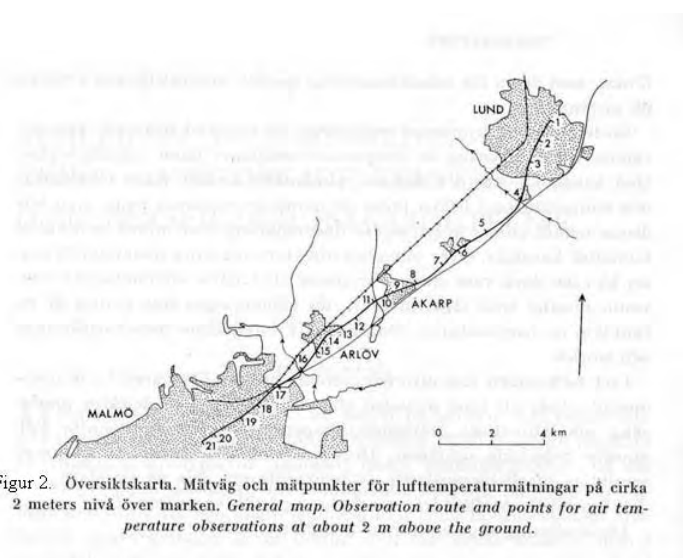 LUND
1
2
3
4
5
6
7
8
9
10
11
ÅKARP
12
13
14
15
ARLÖV
16
17
18
MALMÖ
19
20
21
0 2 4 km
Figur 2. Översiktskarta. Mätväg och mätpunkter för lufttemperaturmätningar på cirka
2 meters nivå över marken. General map. Observation route and points for air tem-
perature observations at about 2 m above the ground.